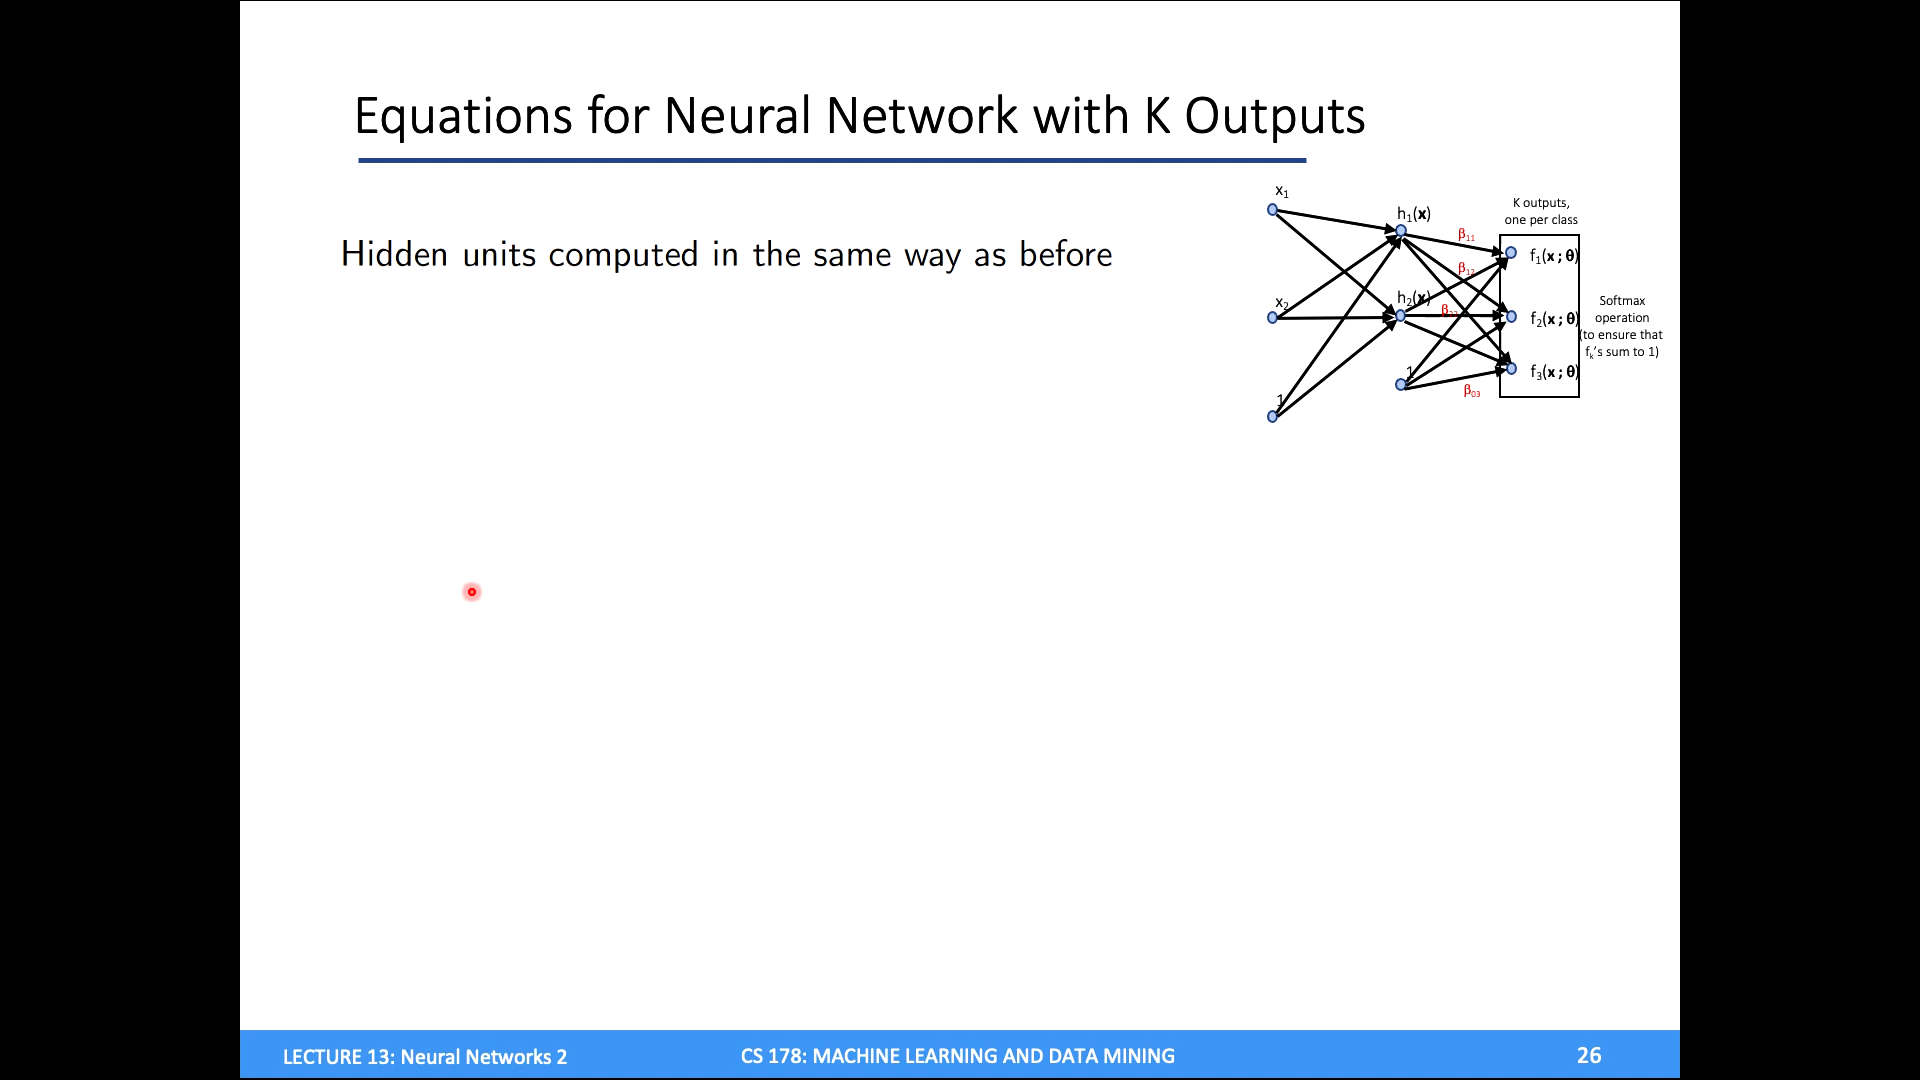 Equations for Neural Network with K Outputs
Hidden units computed in the same way as before
x₁
x₂
1
h₁(x)
h₂(x)
1
β₁₁
β₁₂
β
β₀₃
K outputs,
one per class
f₁(x ; θ)
f₂(x ; θ)
f₃(x ; θ)
Softmax
operation
(to ensure that
fₖ's sum to 1)
LECTURE 13: Neural Networks 2
CS 178: MACHINE LEARNING AND DATA MINING
26